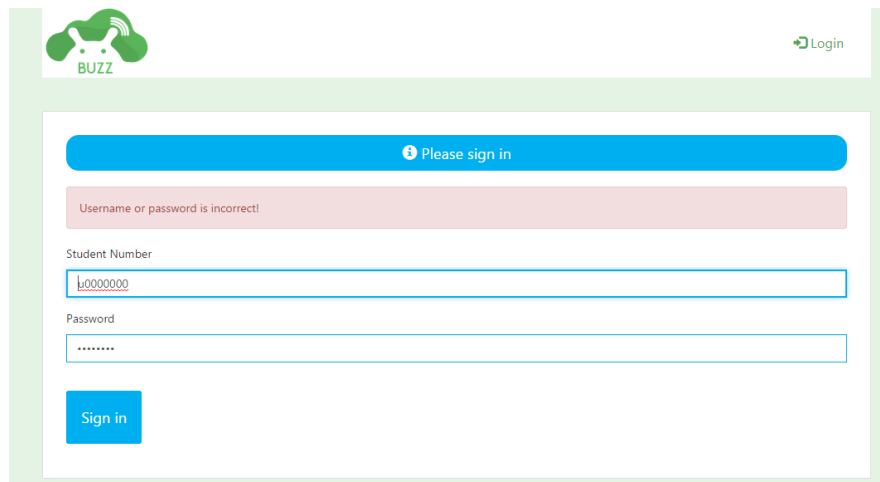 BUZZ
Login
Please sign in
Username or password is incorrect!
Student Number
u0000000
Password
••••••••
Sign in